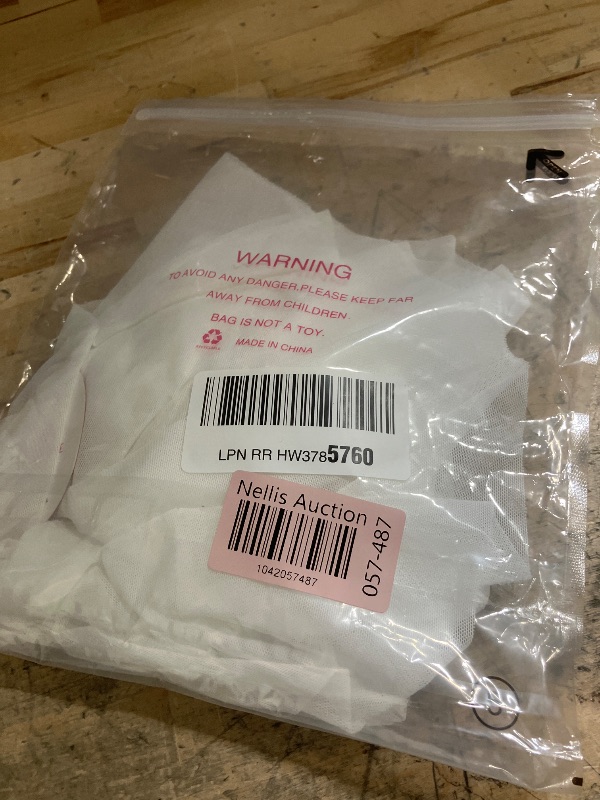 WARNING
TO AVOID ANY DANGER,PLEASE KEEP FAR
AWAY FROM CHILDREN.
BAG IS NOT A TOY.
MADE IN CHINA
LPN RR HW3785760
Nellis Auction
1042057487
057-487